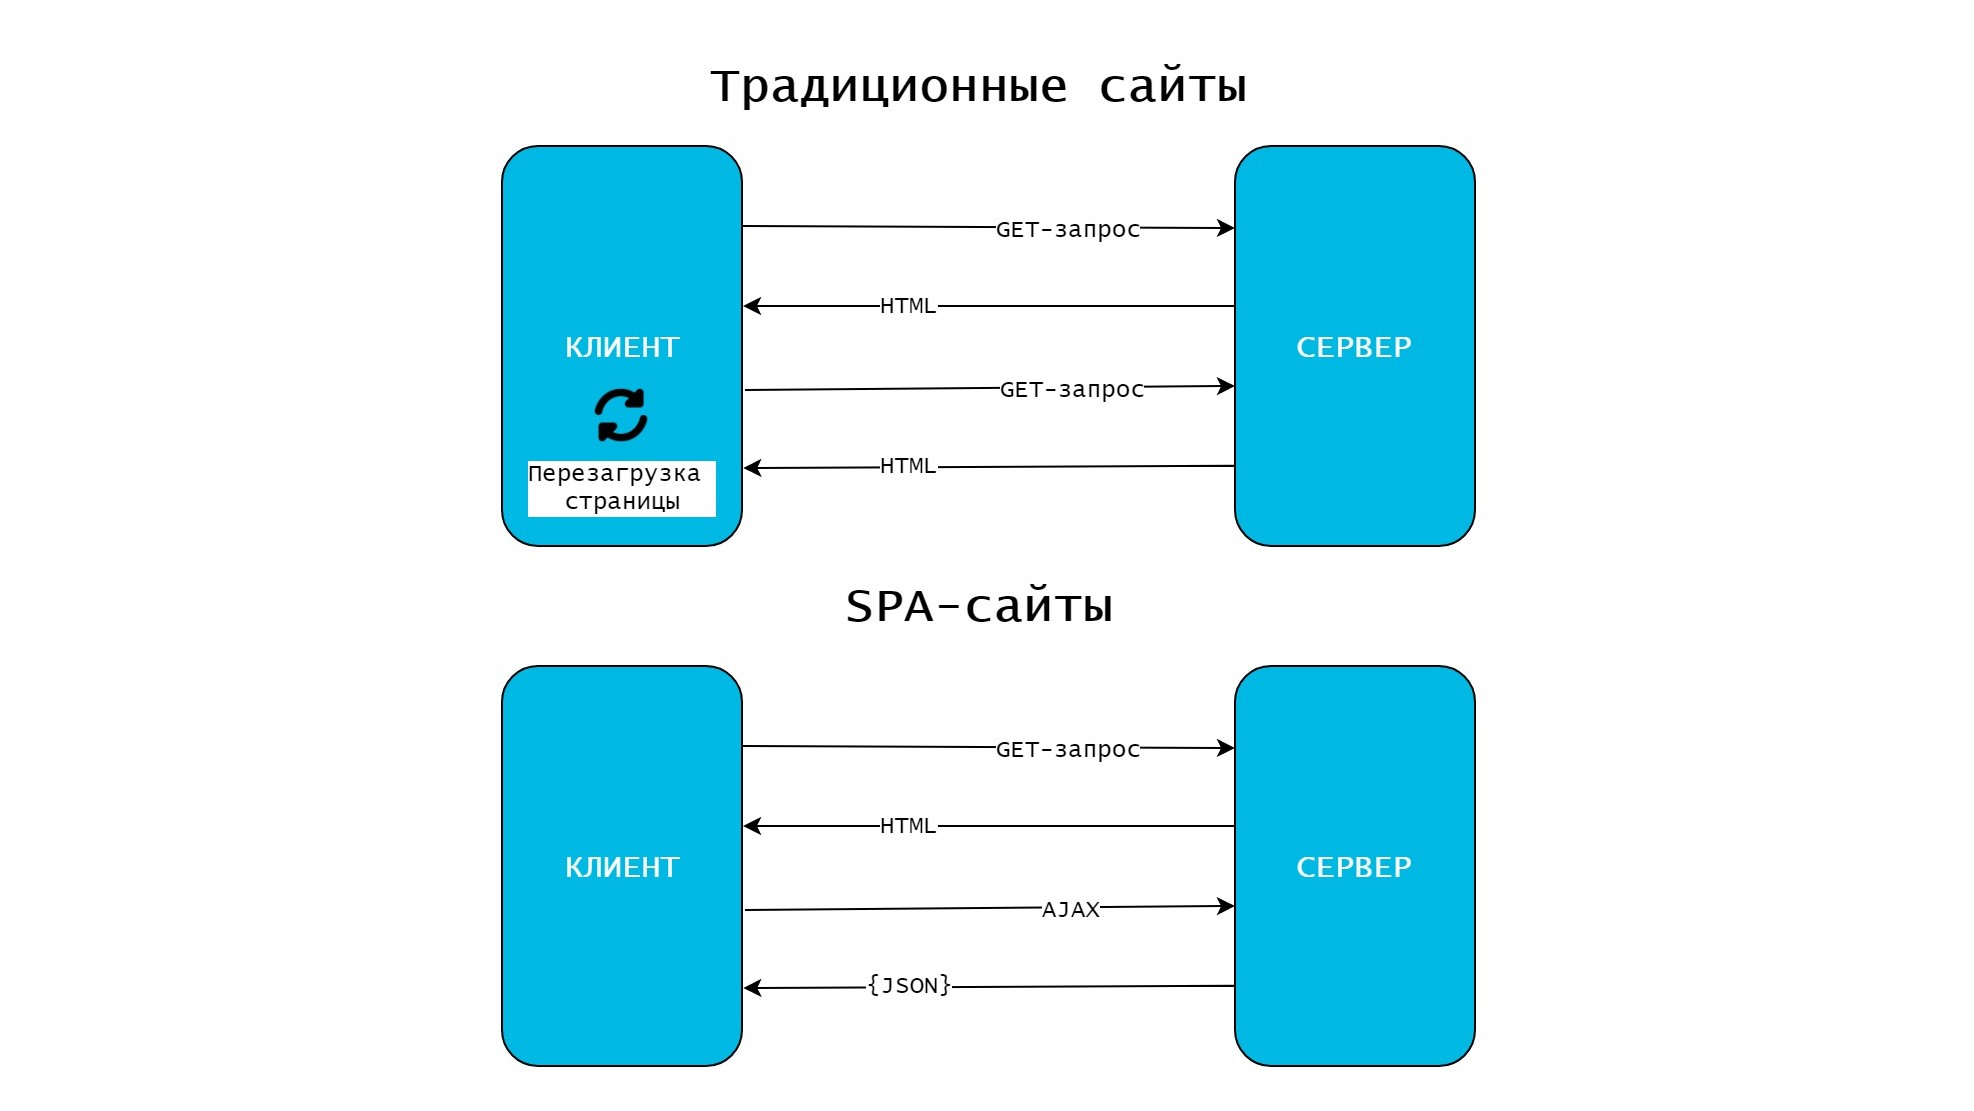 Традиционные сайты
GET-запрос
HTML
КЛИЕНТ
СЕРВЕР
GET-запрос
HTML
Перезагрузка
страницы
SPA-сайты
GET-запрос
HTML
КЛИЕНТ
СЕРВЕР
AJAX
{JSON}